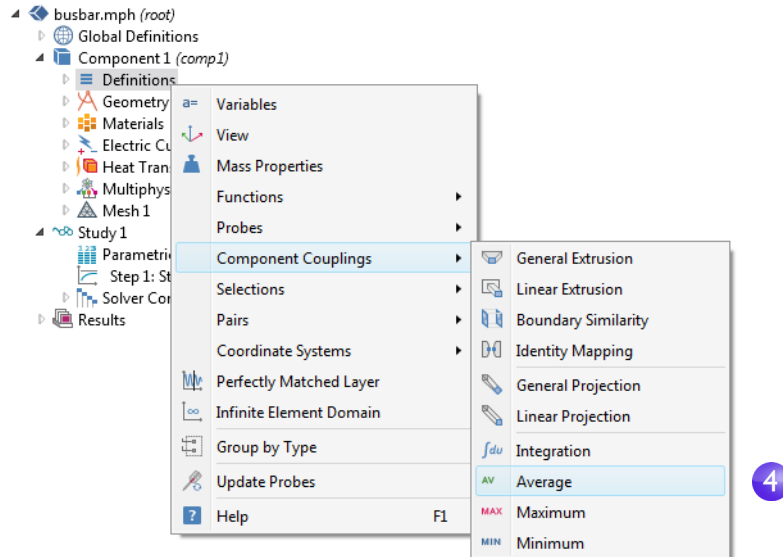 busbar.mph (root)
Global Definitions
Component 1 (comp1)
Definitions
Geometry
Materials
Electric Cu
Heat Tran
Multiphys
Mesh 1
Study 1
Parametri
Step 1: St
Solver Cor
Results
a= Variables
View
Mass Properties
Functions
Probes
Component Couplings
Selections
Pairs
Coordinate Systems
Perfectly Matched Layer
Infinite Element Domain
Group by Type
Update Probes
? Help F1
General Extrusion
Linear Extrusion
Boundary Similarity
Identity Mapping
General Projection
Linear Projection
∫du Integration
AV Average
MAX Maximum
MIN Minimum
4